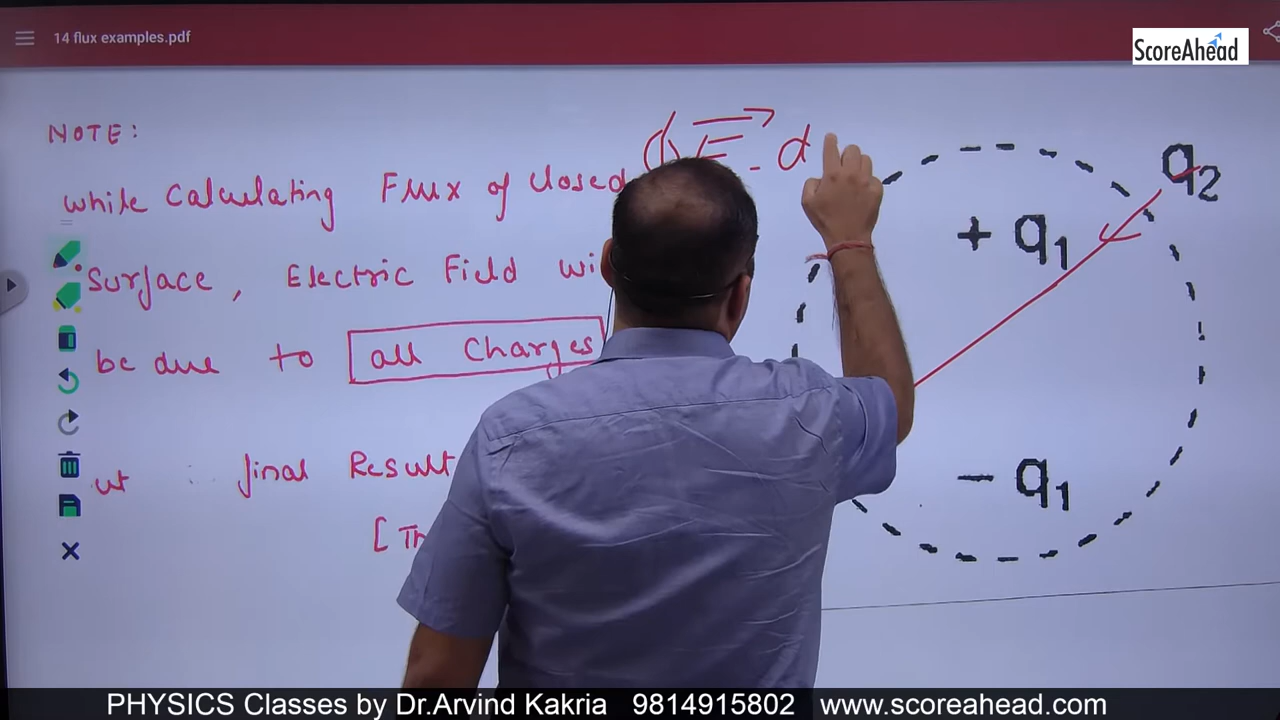 14 flux examples.pdf
ScoreAhead
NOTE:
while Calculating Flux of Closed
Surface, Electric Field
be due to all Charges
final Result
E . d
q2
+ q1
- q1
PHYSICS Classes by Dr.Arvind Kakria 9814915802 www.scoreahead.com